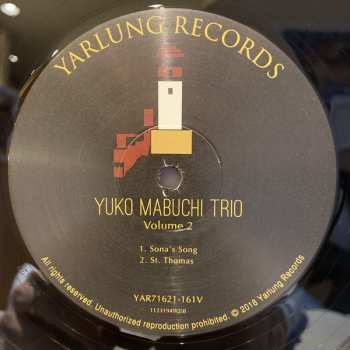 YARLUNG RECORDS
YUKO MABUCHI TRIO
Volume 2
1. Sona's Song
2. St. Thomas
YAR71621-161V
All rights reserved. Unauthorized reproduction prohibited. © 2018 Yarlung Records